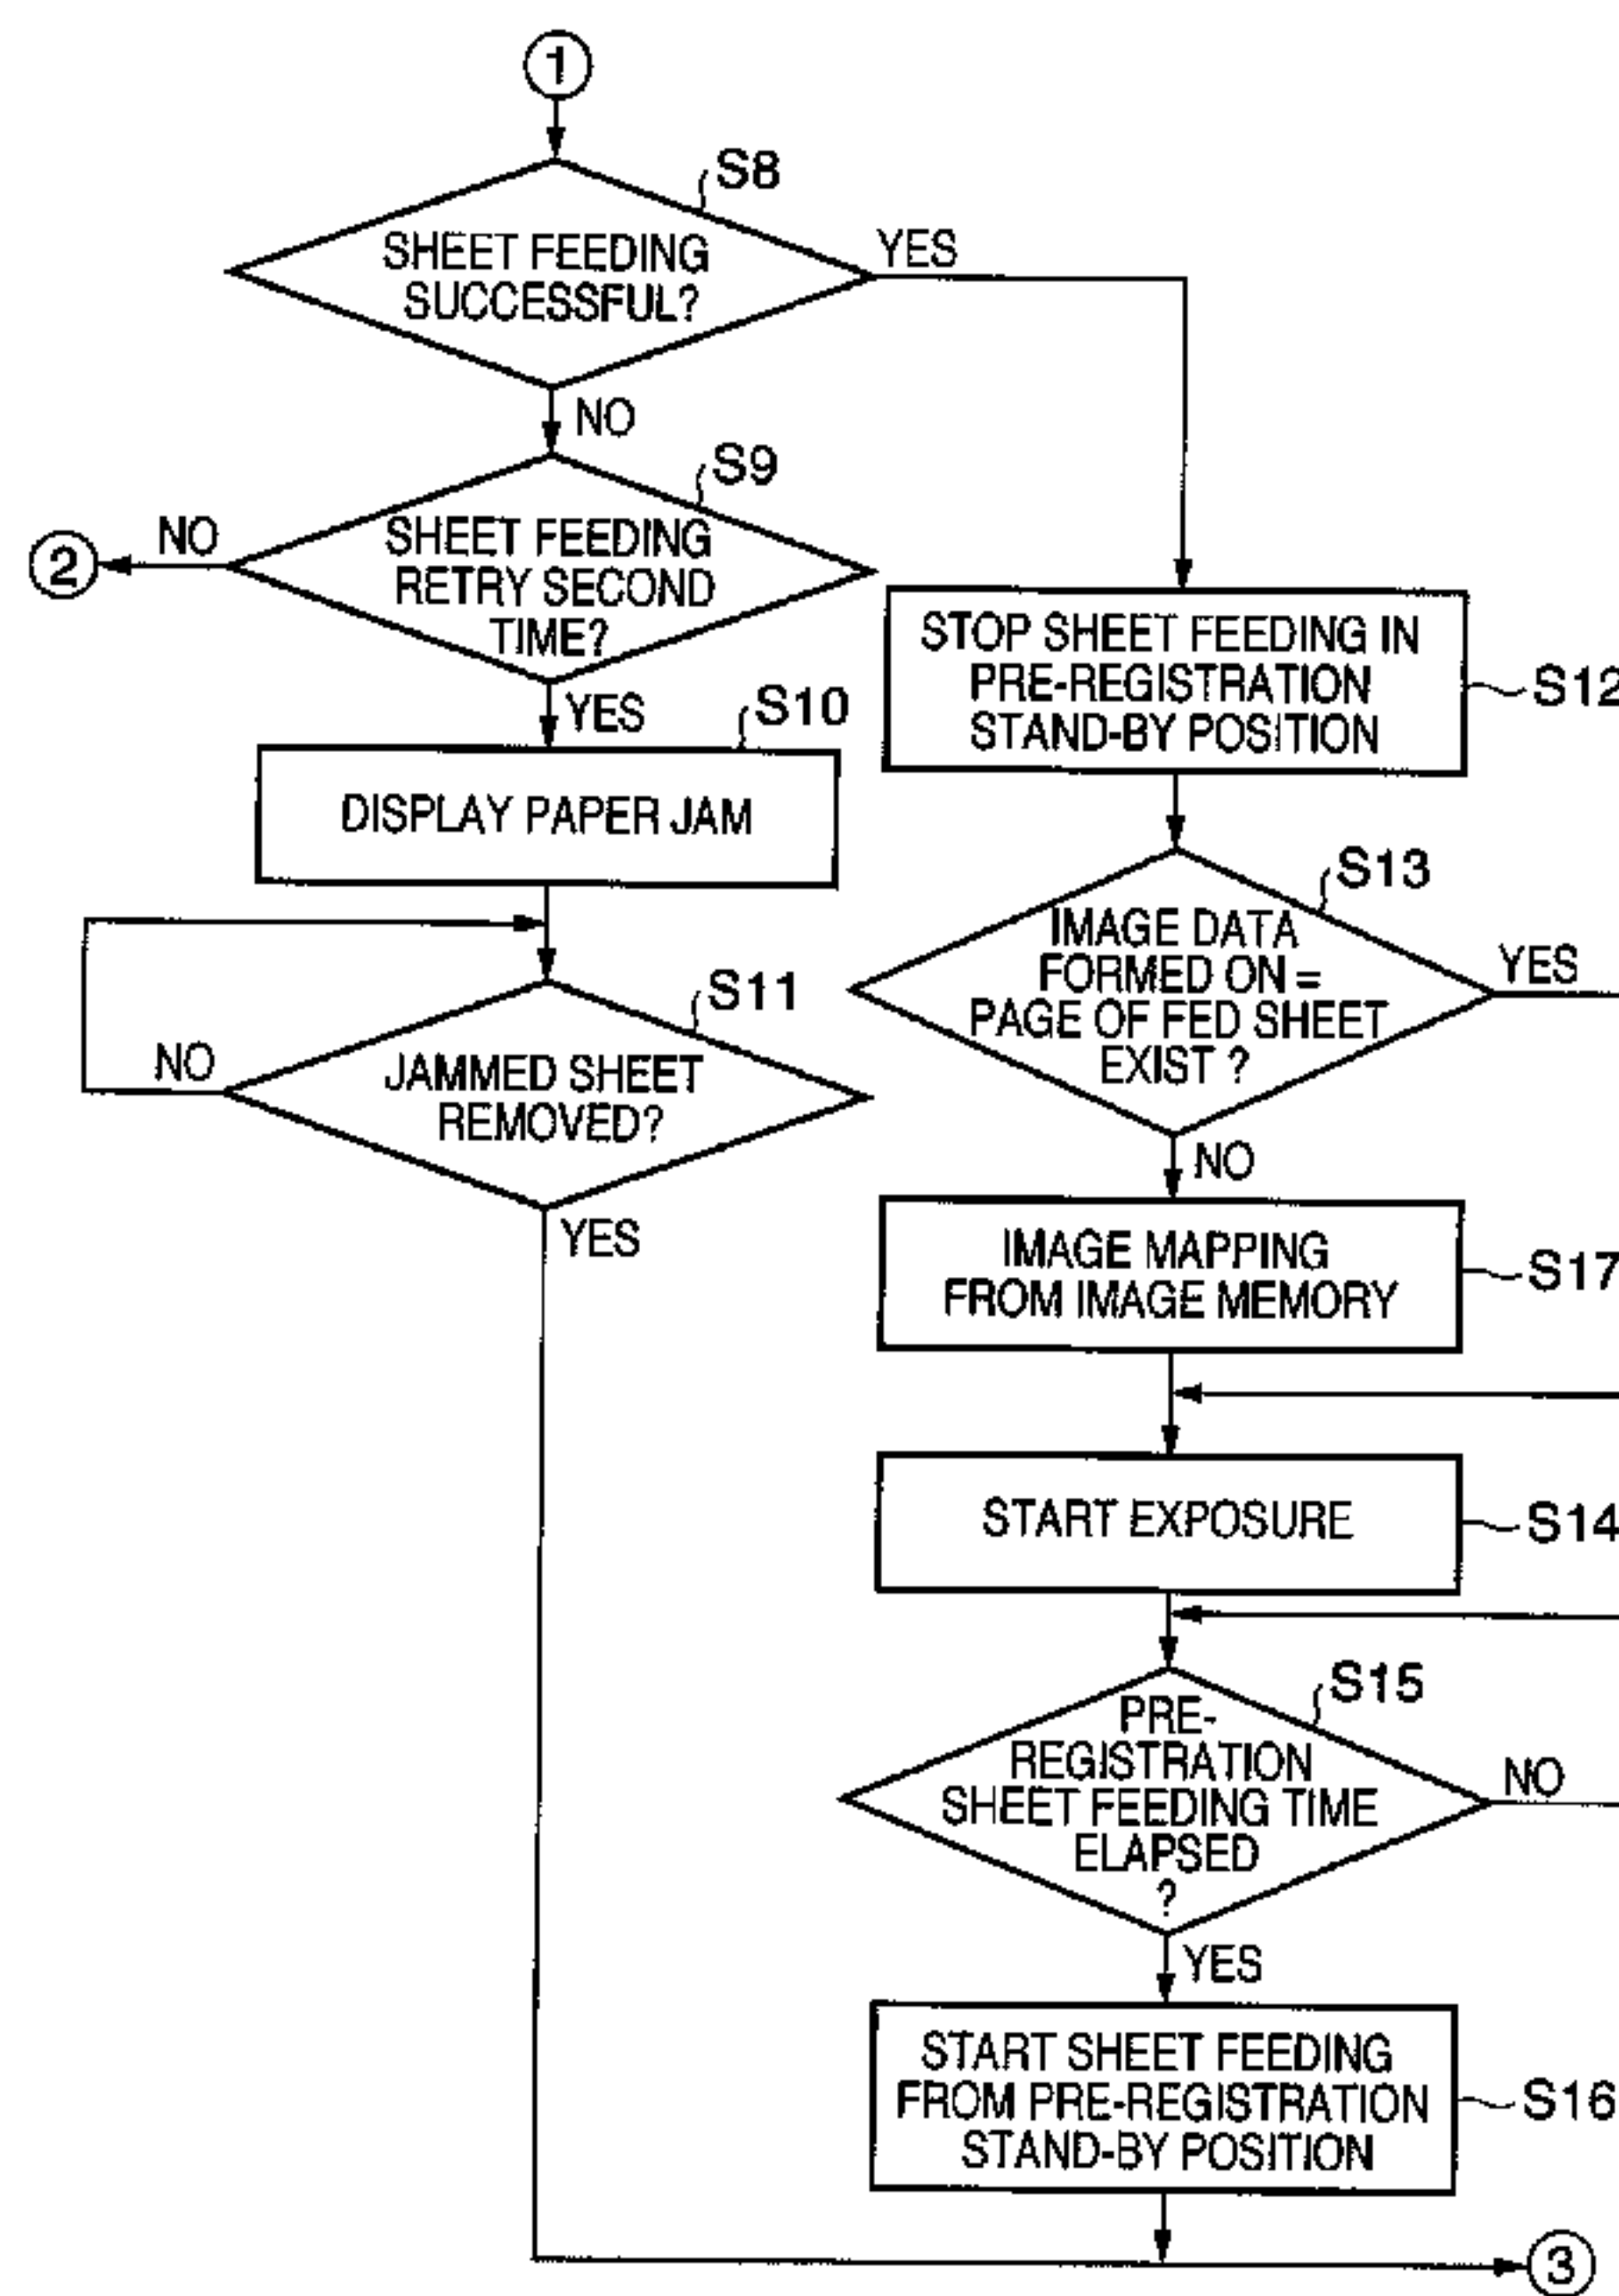 1
S8
SHEET FEEDING
SUCCESSFUL?
YES
NO
S9
SHEET FEEDING
RETRY SECOND
TIME?
NO
2
YES
S10
DISPLAY PAPER JAM
S11
JAMMED SHEET
REMOVED?
NO
YES
STOP SHEET FEEDING IN
PRE-REGISTRATION
STAND-BY POSITION
S12
S13
IMAGE DATA
FORMED ON =
PAGE OF FED SHEET
EXIST ?
YES
NO
IMAGE MAPPING
FROM IMAGE MEMORY
S17
START EXPOSURE
S14
S15
PRE-
REGISTRATION
SHEET FEEDING TIME
ELAPSED
?
NO
YES
START SHEET FEEDING
FROM PRE-REGISTRATION
STAND-BY POSITION
S16
3